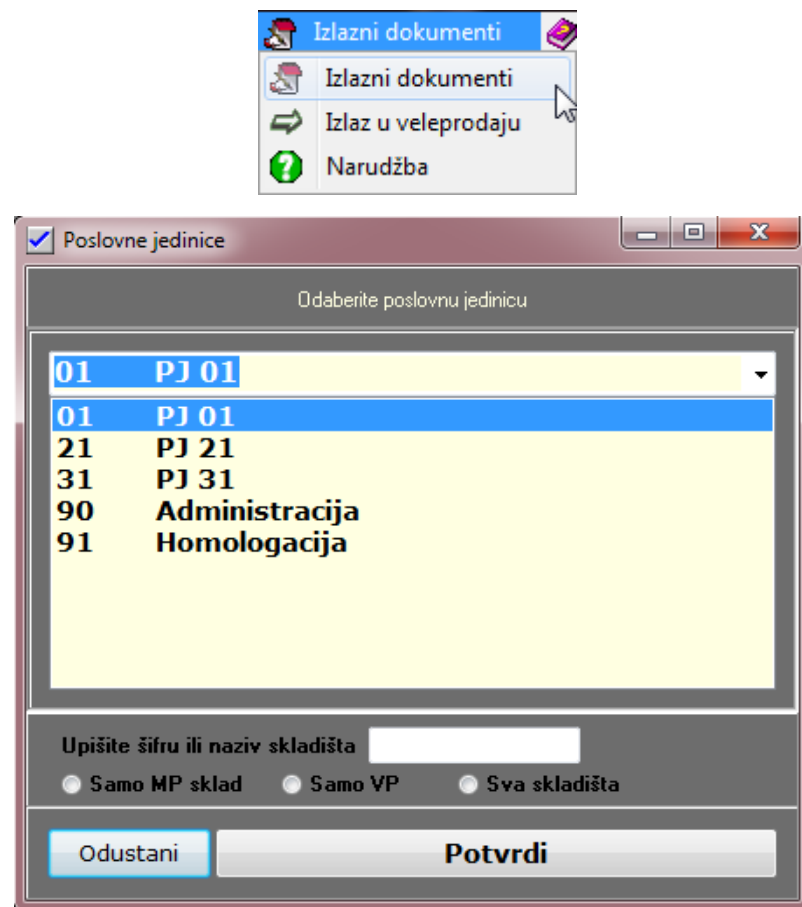 Izlazni dokumenti
Izlazni dokumenti
Izlaz u veleprodaju
Narudžba
Poslovne jedinice
Odaberite poslovnu jedinicu
01 PJ 01
01 PJ 01
21 PJ 21
31 PJ 31
90 Administracija
91 Homologacija
Upišite šifru ili naziv skladišta
Samo MP sklad Samo VP Sva skladišta
Odustani Potvrdi